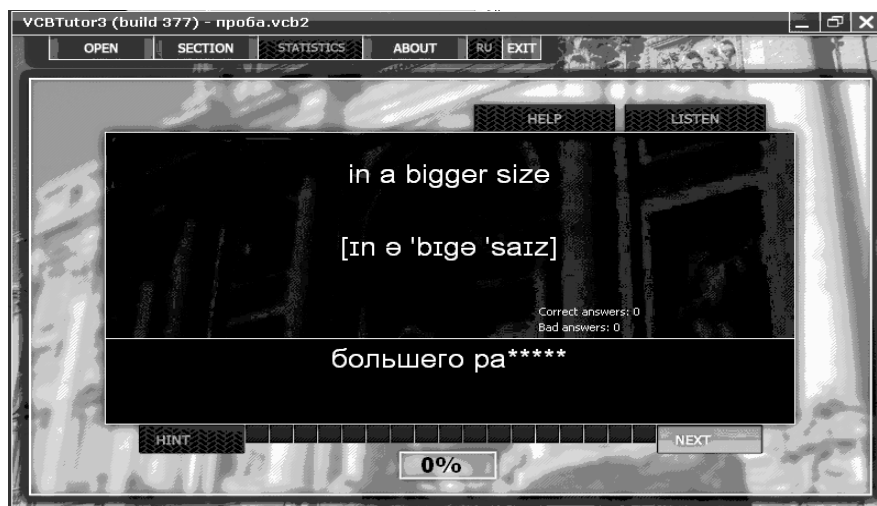 VCBTutor3 (build 377) - проба.vcb2
OPEN SECTION STATISTICS ABOUT RU EXIT
HELP LISTEN
in a bigger size
[ɪn ə 'bɪgə 'saɪz]
Correct answers: 0
Bad answers: 0
большего ра*****
HINT NEXT
0%